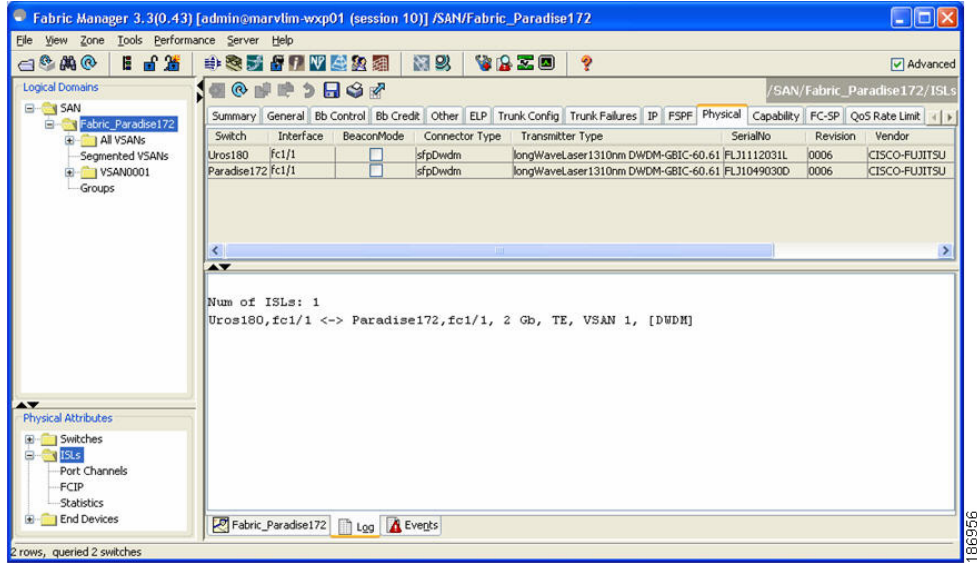 Fabric Manager 3.3(0.43) [admin@marvlim-wxp01 (session 10)] /SAN/Fabric_Paradise172
File View Zone Tools Performance Server Help
Advanced
Logical Domains
SAN
Fabric_Paradise172
All VSANs
Segmented VSANs
VSAN0001
Groups
/SAN/Fabric_Paradise172/ISLs
Summary General Bb Control Bb Credit Other ELP Trunk Config Trunk Failures IP FSPF Physical Capability FC-SP QoS Rate Limit
Switch Interface BeaconMode Connector Type Transmitter Type SerialNo Revision Vendor
Uros180 fc1/1 sfpDwdm longWaveLaser1310nm DWDM-GBIC-60.61 FLJ1112031L 0006 CISCO-FUJITSU
Paradise172 fc1/1 sfpDwdm longWaveLaser1310nm DWDM-GBIC-60.61 FLJ1049030D 0006 CISCO-FUJITSU
Num of ISLs: 1
Uros180,fc1/1 <-> Paradise172,fc1/1, 2 Gb, TE, VSAN 1, [DWDM]
Physical Attributes
Switches
ISLs
Port Channels
FCIP
Statistics
End Devices
Fabric_Paradise172 Log Events
2 rows, queried 2 switches
186956